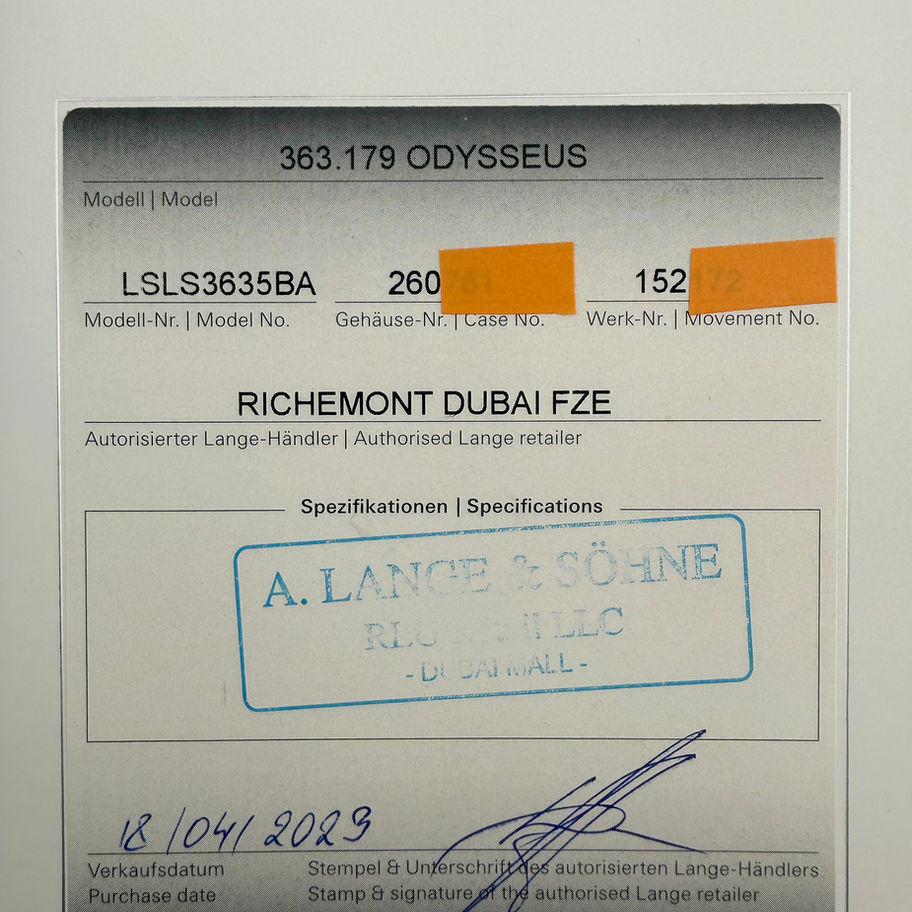 363.179 ODYSSEUS
Modell | Model
LSLS3635BA 260 152
Modell-Nr. | Model No. Gehäuse-Nr. | Case No. Werk-Nr. | Movement No.
RICHEMONT DUBAI FZE
Autorisierter Lange-Händler | Authorised Lange retailer
Spezifikationen | Specifications
A. LANGE & SÖHNE
LLC
- DUBAI MALL -
18/04/2023
Verkaufsdatum Stempel & Unterschrift des autorisierten Lange-Händlers
Purchase date Stamp & signature of the authorised Lange retailer